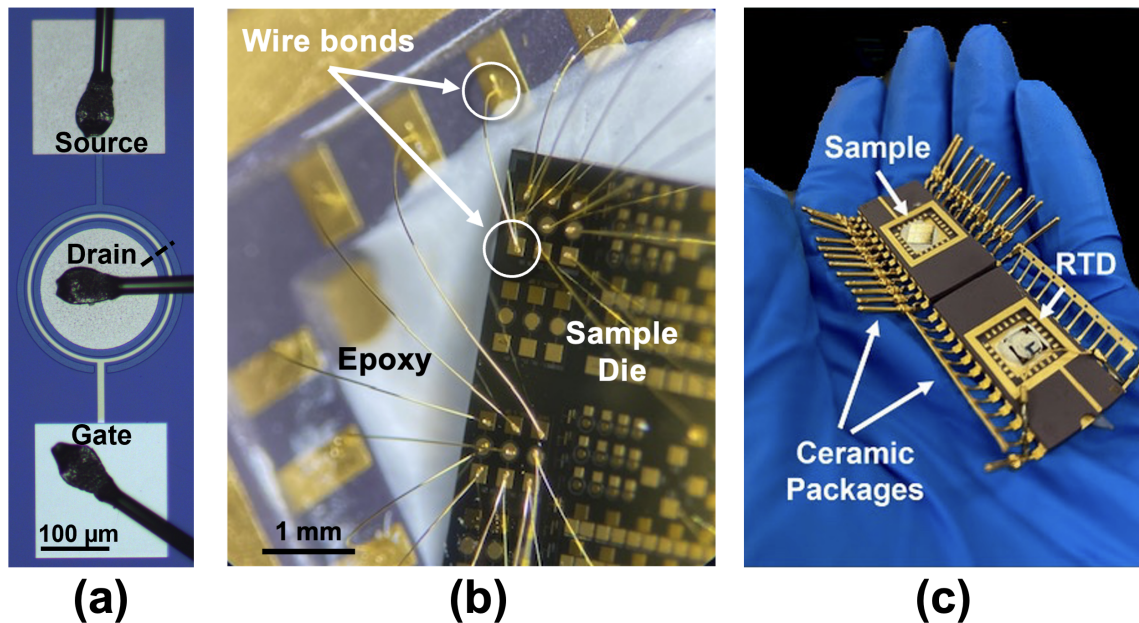 Source
Drain
Gate
100 µm
(a)
Wire bonds
Epoxy
Sample
Die
1 mm
(b)
Sample
RTD
Ceramic
Packages
(c)